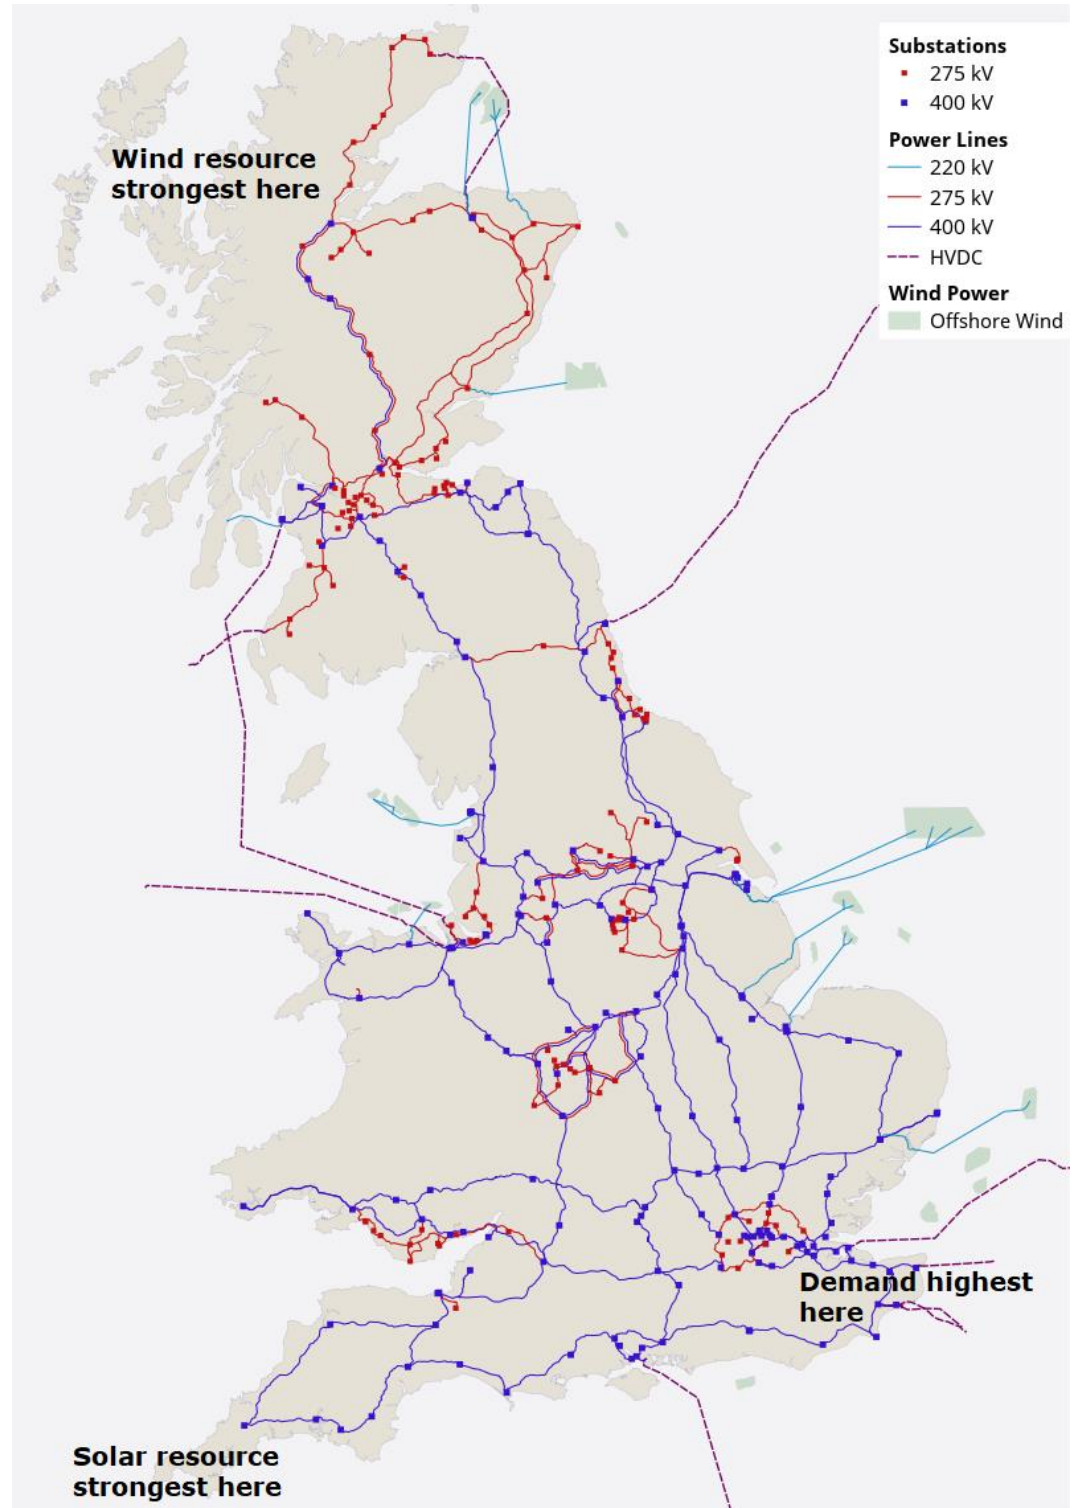 Substations
275 kV
400 kV
Power Lines
220 kV
275 kV
400 kV
HVDC
Wind Power
Offshore Wind
Wind resource
strongest here
Demand highest
here
Solar resource
strongest here